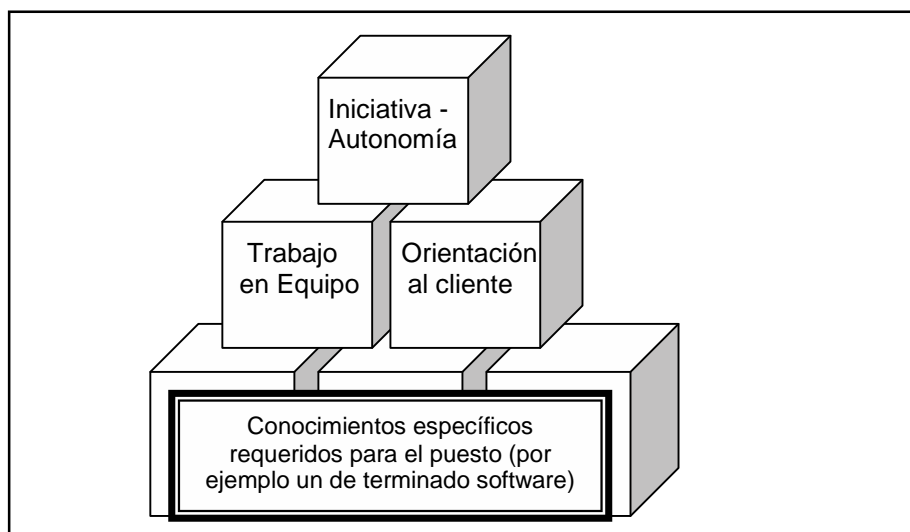 Iniciativa -
Autonomía
Trabajo
en Equipo
Orientación
al cliente
Conocimientos específicos
requeridos para el puesto (por
ejemplo un de terminado software)